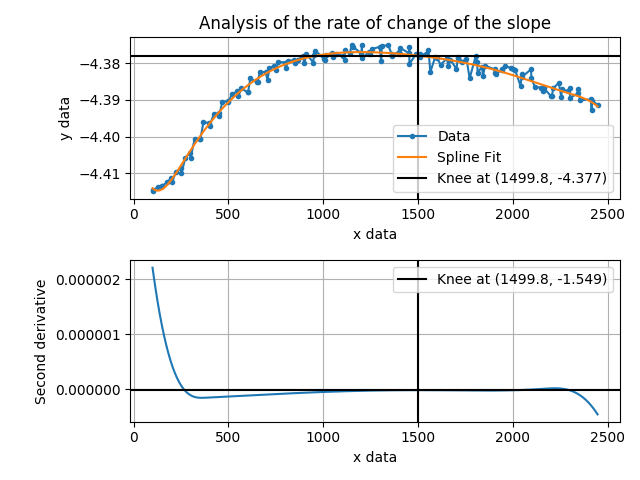 Analysis of the rate of change of the slope
−4.38
−4.39
−4.40
−4.41
y data
Data
Spline Fit
Knee at (1499.8, -4.377)
0 500 1000 1500 2000 2500
x data
Knee at (1499.8, -1.549)
0.000002
0.000001
0.000000
Second derivative
0 500 1000 1500 2000 2500
x data